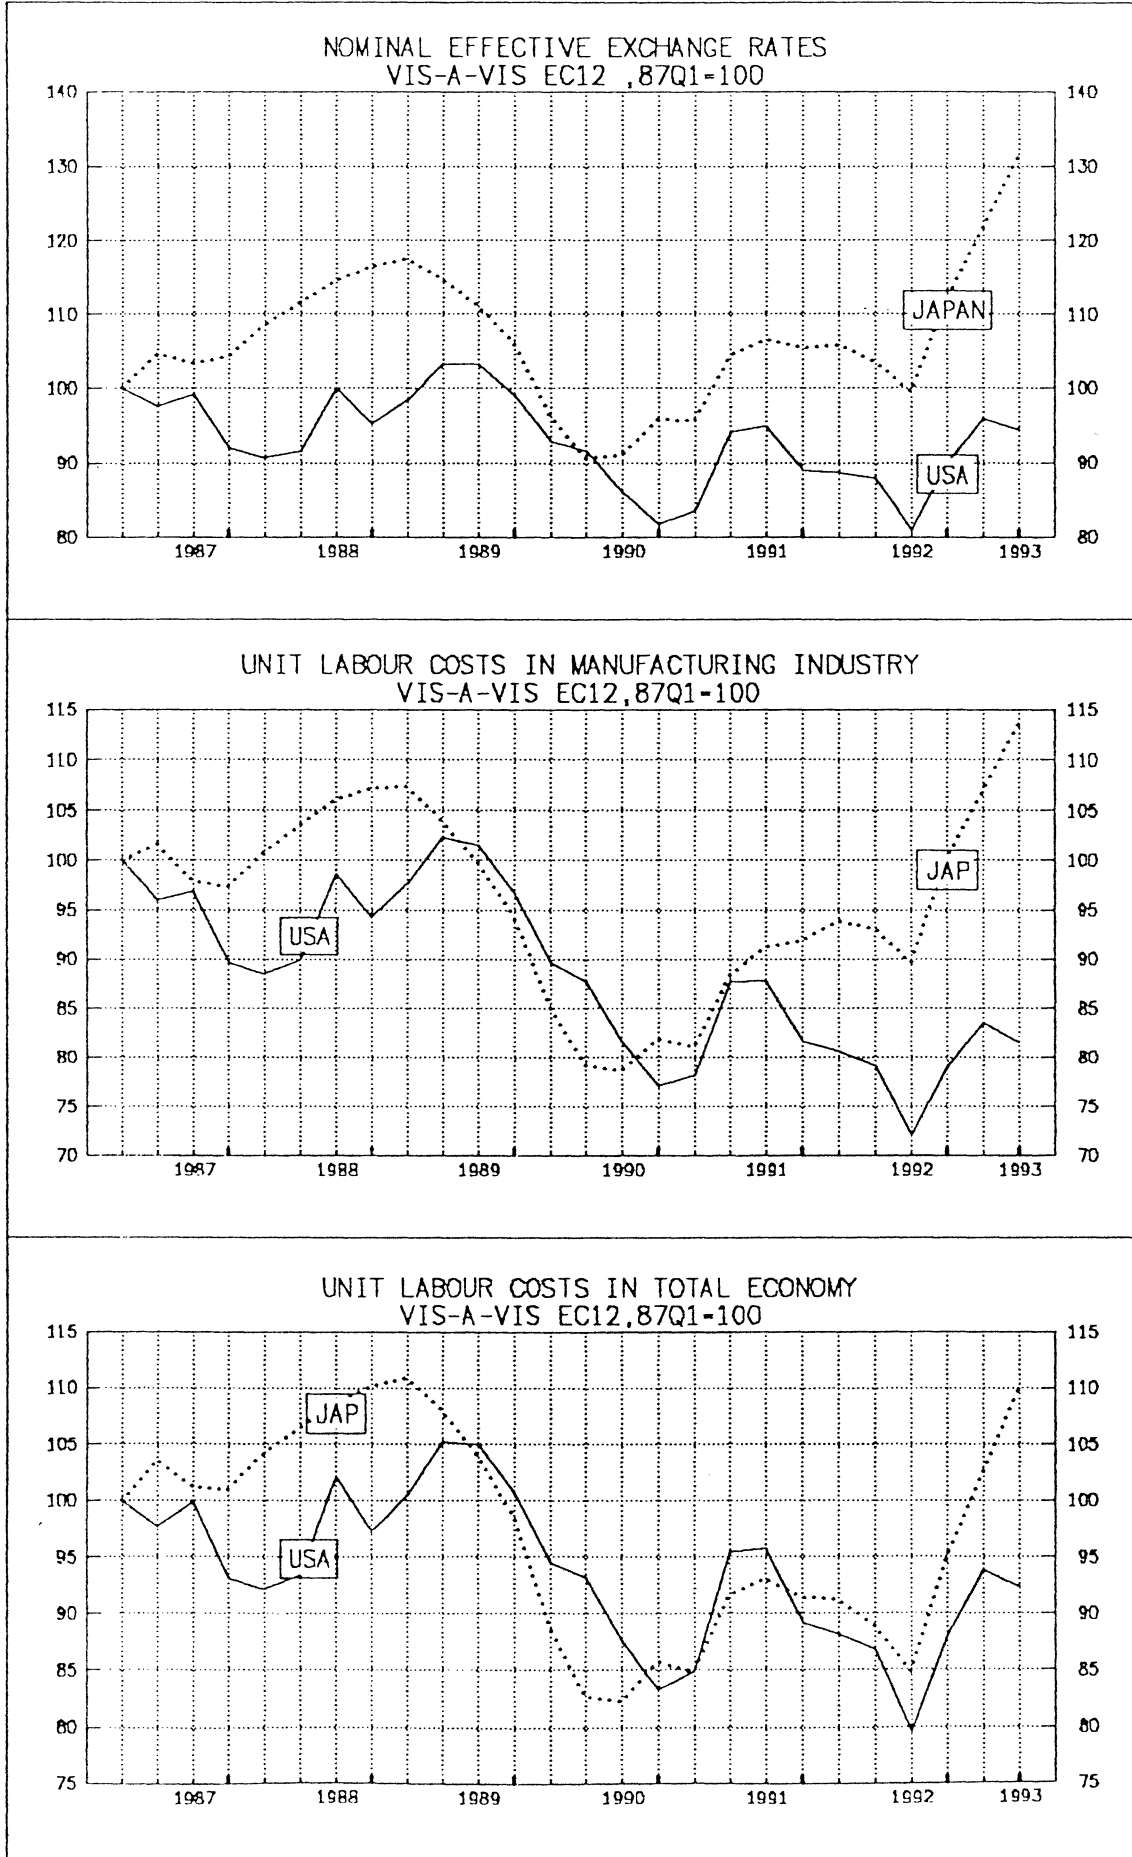 NOMINAL EFFECTIVE EXCHANGE RATES
VIS-A-VIS EC12 ,87Q1=100
140 140
130 130
120 120
110 JAPAN 110
100 100
90 USA 90
80 80
1987 1988 1989 1990 1991 1992 1993
UNIT LABOUR COSTS IN MANUFACTURING INDUSTRY
VIS-A-VIS EC12,87Q1=100
115 115
110 110
105 105
100 JAP 100
95 95
USA
90 90
85 85
80 80
75 75
70 70
1987 1988 1989 1990 1991 1992 1993
UNIT LABOUR COSTS IN TOTAL ECONOMY
VIS-A-VIS EC12,87Q1=100
115 115
110 110
JAP
105 105
100 100
95 USA 95
90 90
85 85
80 80
75 75
1987 1988 1989 1990 1991 1992 1993